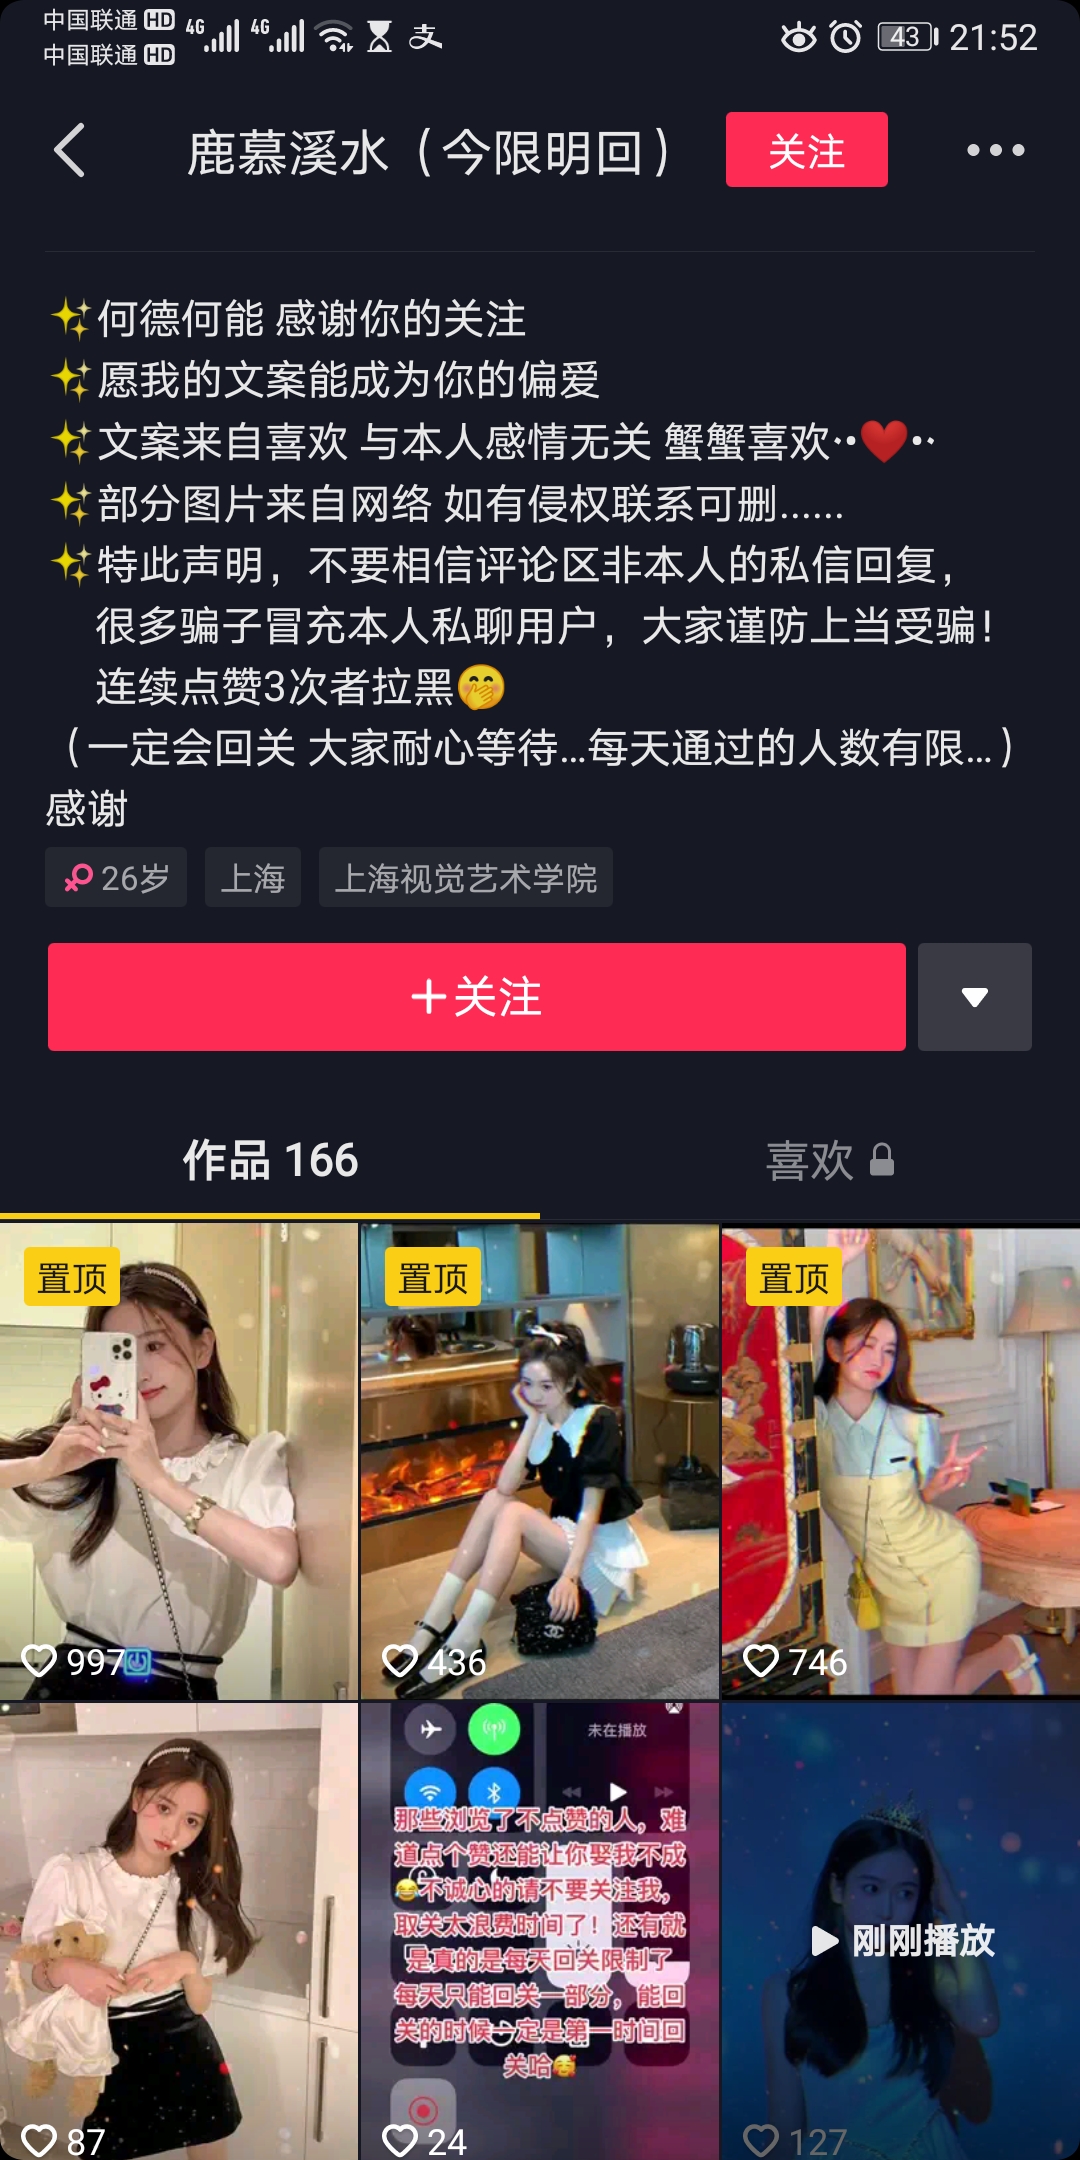 中国联通 HD 4G 4G 43 21:52
中国联通 HD
鹿慕溪水（今限明回） 关注
✨何德何能 感谢你的关注
✨愿我的文案能成为你的偏爱
✨文案来自喜欢 与本人感情无关 蟹蟹喜欢··❤️··
✨部分图片来自网络 如有侵权联系可删......
✨特此声明，不要相信评论区非本人的私信回复，
很多骗子冒充本人私聊用户，大家谨防上当受骗！
连续点赞3次者拉黑🤭
（一定会回关 大家耐心等待...每天通过的人数有限...）
感谢
26岁 上海 上海视觉艺术学院
+关注
作品 166 喜欢
置顶 置顶 置顶
997 436 746
未在播放
那些浏览了不点赞的人，难
道点个赞还能让你娶我不成
😂不诚心的请不要关注我，
取关太浪费时间了！还有就
是真的是每天回关限制了
每天只能回关一部分，能回
关的时候一定是第一时间回
关哈🥰
刚刚播放
87 24 127